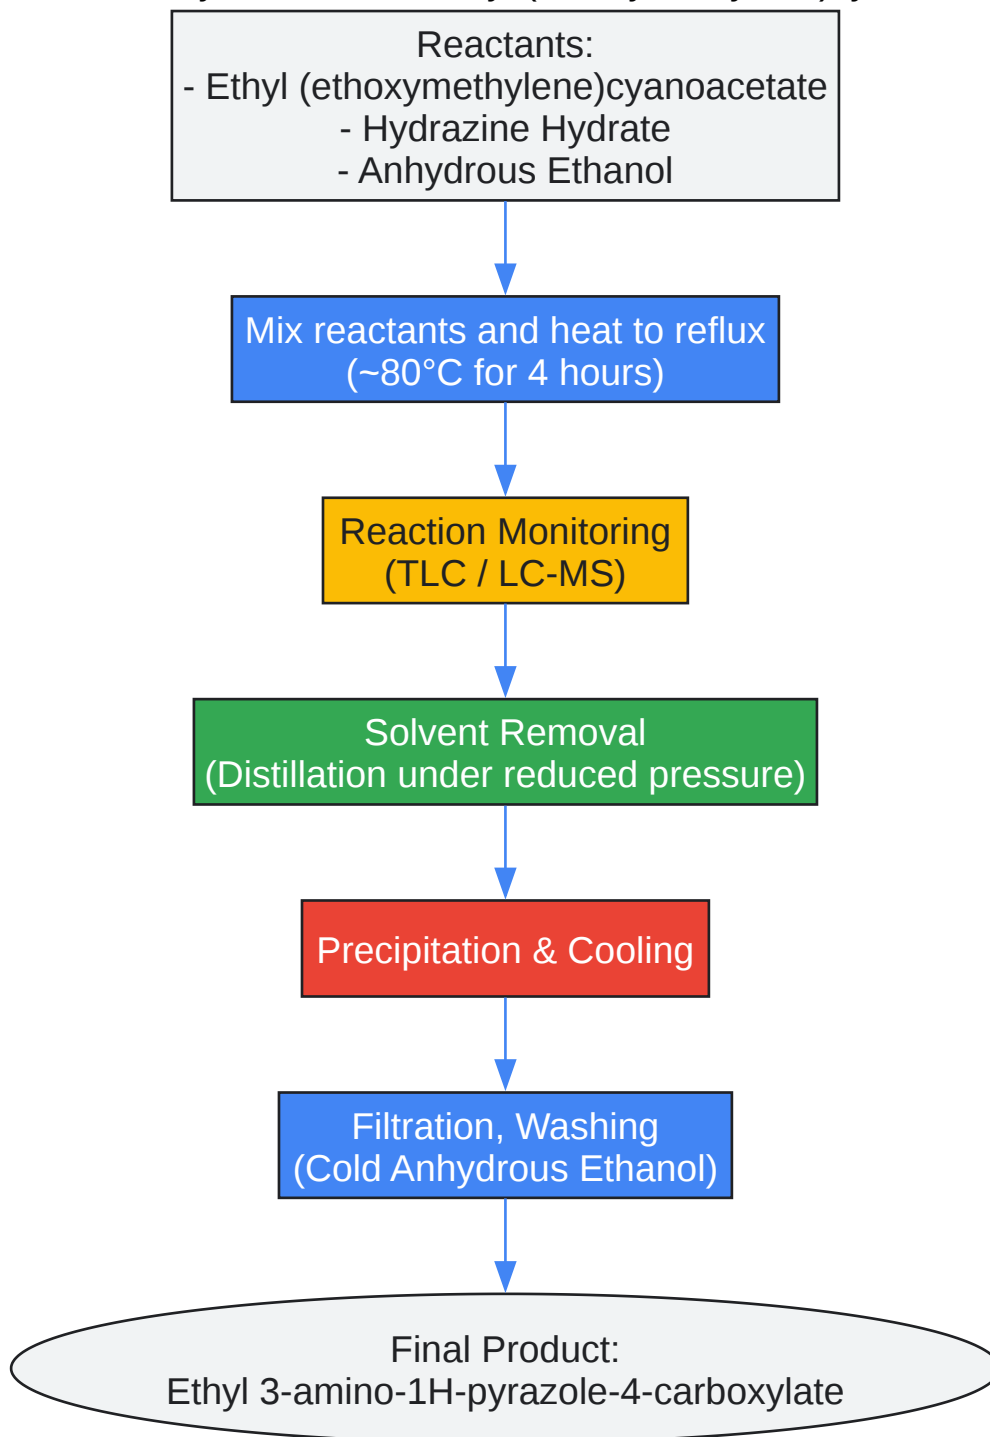 Reactants:
- Ethyl (ethoxymethylene)cyanoacetate
- Hydrazine Hydrate
- Anhydrous Ethanol
Mix reactants and heat to reflux
(~80°C for 4 hours)
Reaction Monitoring
(TLC / LC-MS)
Solvent Removal
(Distillation under reduced pressure)
Precipitation & Cooling
Filtration, Washing
(Cold Anhydrous Ethanol)
Final Product:
Ethyl 3-amino-1H-pyrazole-4-carboxylate